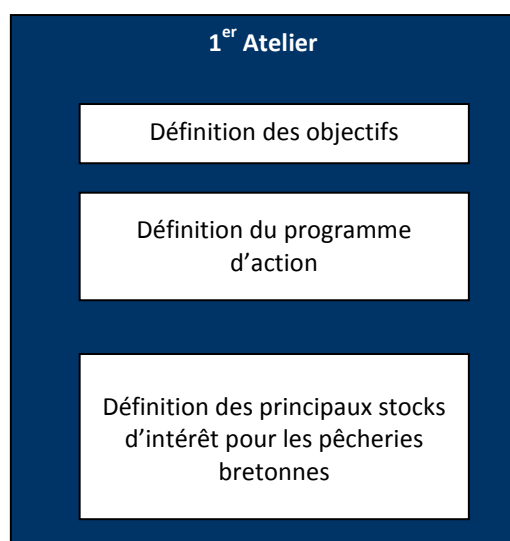 1er Atelier
Définition des objectifs
Définition du programme
d’action
Définition des principaux stocks
d’intérêt pour les pêcheries
bretonnes